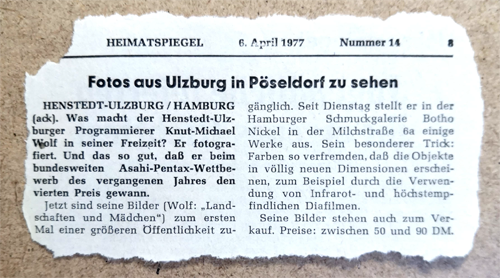 HEIMATSPIEGEL 6. April 1977 Nummer 14 8
Fotos aus Ulzburg in Pöseldorf zu sehen
HENSTEDT-ULZBURG / HAMBURG
(ack). Was macht der Henstedt-Ulz-
burger Programmierer Knut-Michael
Wolf in seiner Freizeit? Er fotogra-
fiert. Und das so gut, daß er beim
bundesweiten Asahi-Pentax-Wettbe-
werb des vergangenen Jahres den
vierten Preis gewann.
Jetzt sind seine Bilder (Wolf: „Land-
schaften und Mädchen“) zum ersten
Mal einer größeren Öffentlichkeit zu-
gänglich. Seit Dienstag stellt er in der
Hamburger Schmuckgalerie Botho
Nickel in der Milchstraße 6a einige
Werke aus. Sein besonderer Trick:
Farben so verfremden, daß die Objekte
in völlig neuen Dimensionen erschei-
nen, zum Beispiel durch die Verwen-
dung von Infrarot- und höchstemp-
findlichen Diafilmen.
Seine Bilder stehen auch zum Ver-
kauf. Preise: zwischen 50 und 90 DM.